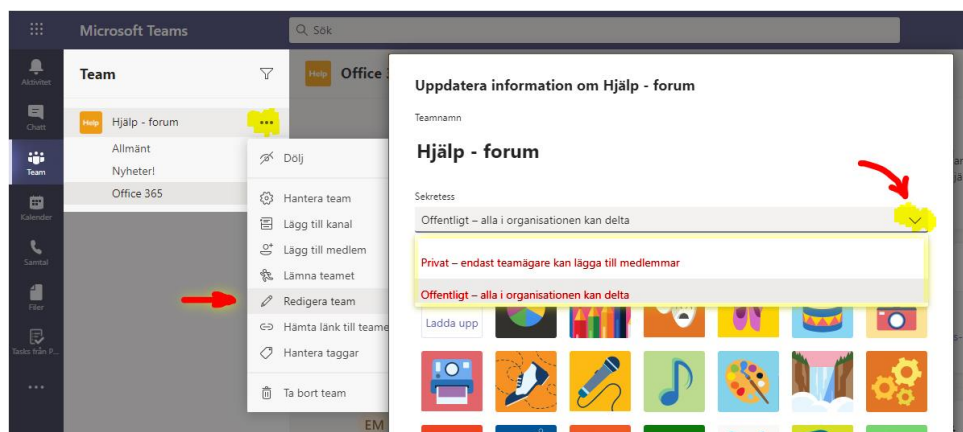 Microsoft Teams
Sök
Aktivitet
Chatt
Team
Kalender
Samtal
Filer
Tasks från P...
Team
Help
Hjälp - forum
Allmänt
Nyheter!
Office 365
Help
Office
Dölj
Hantera team
Lägg till kanal
Lägg till medlem
Lämna teamet
Redigera team
Hämta länk till teame
Hantera taggar
Ta bort team
EM
Uppdatera information om Hjälp - forum
Teamnamn
Hjälp - forum
Sekretess
Offentligt – alla i organisationen kan delta
Privat – endast teamägare kan lägga till medlemmar
Offentligt – alla i organisationen kan delta
Ladda upp